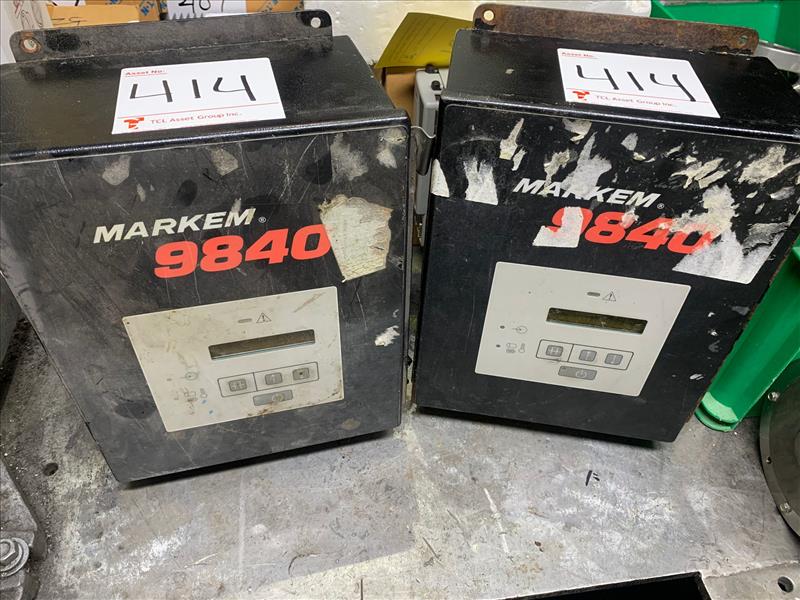 Asset No.
414
TCL Asset Group Inc.
MARKEM®
9840
Asset No.
414
TCL Asset Group Inc.
MARKEM®
9840